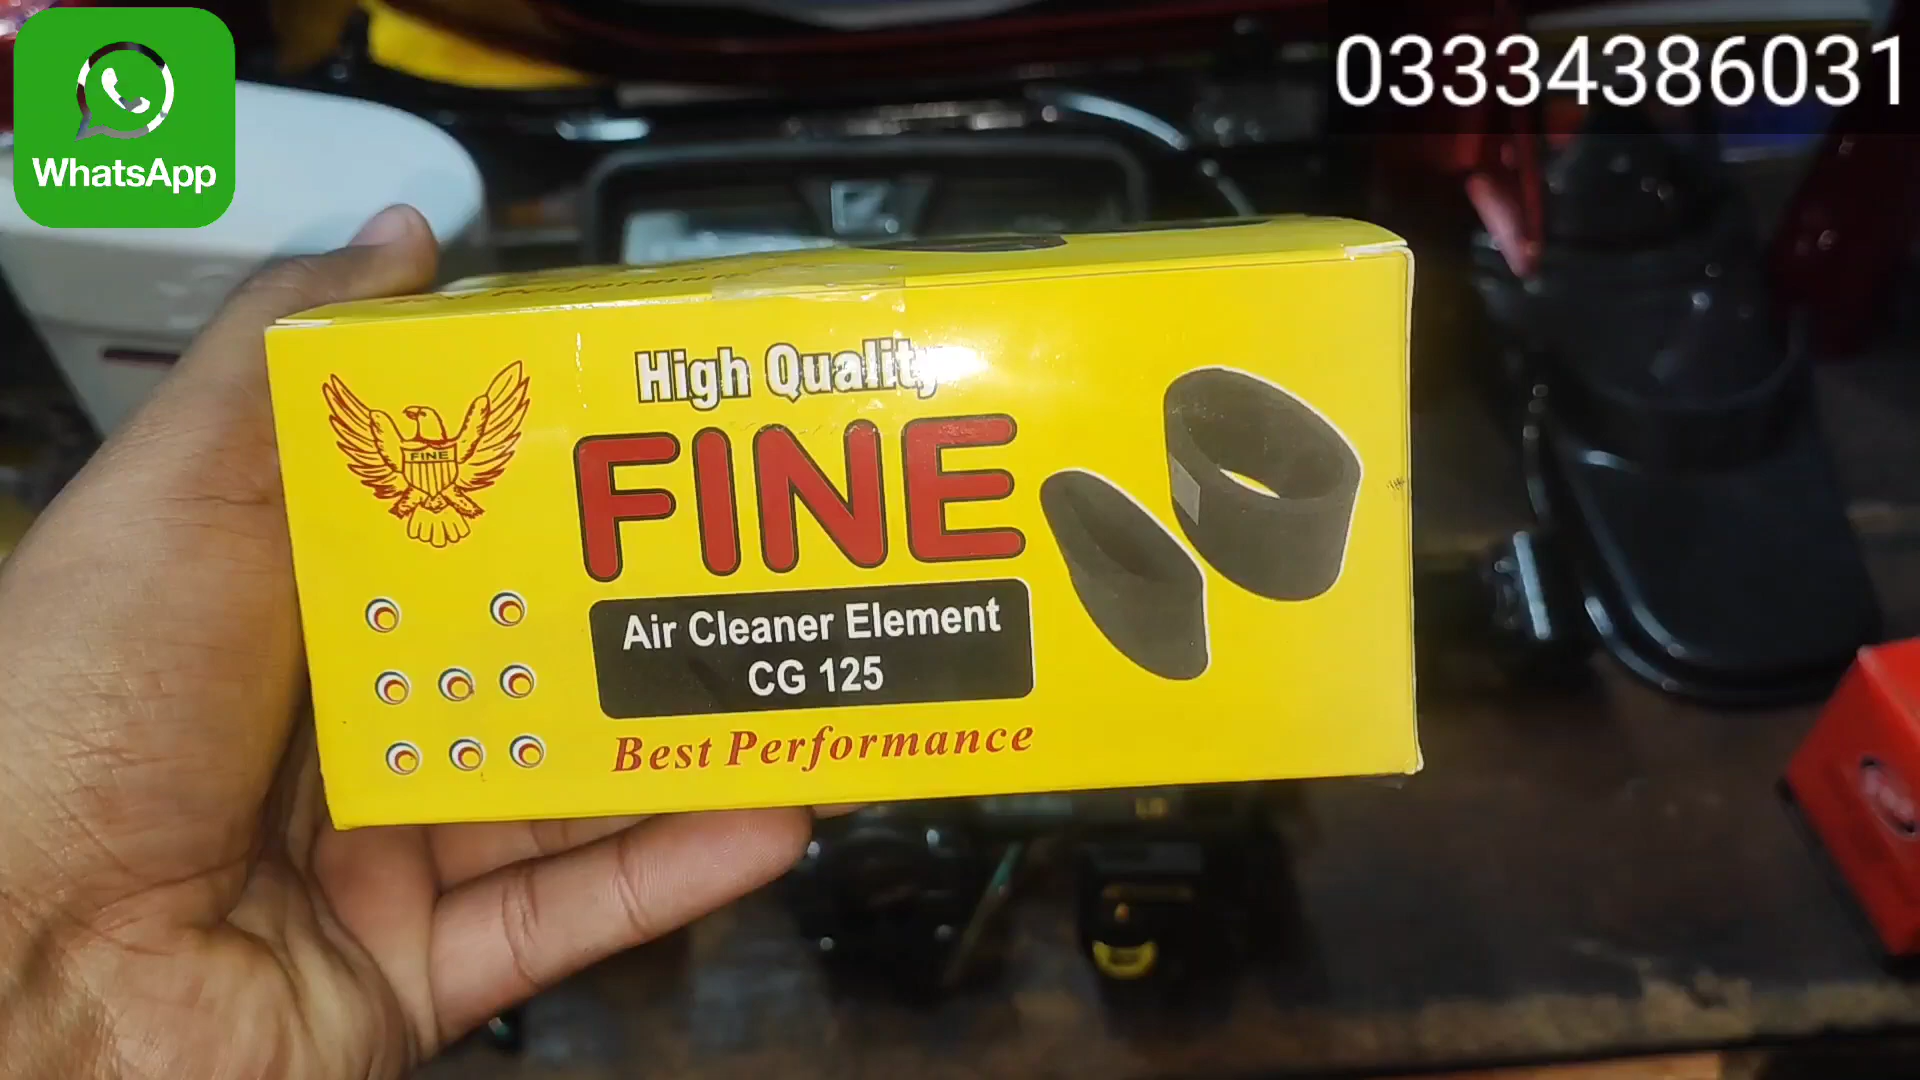 WhatsApp
03334386031
High Quality
FINE
FINE
Air Cleaner Element
CG 125
Best Performance